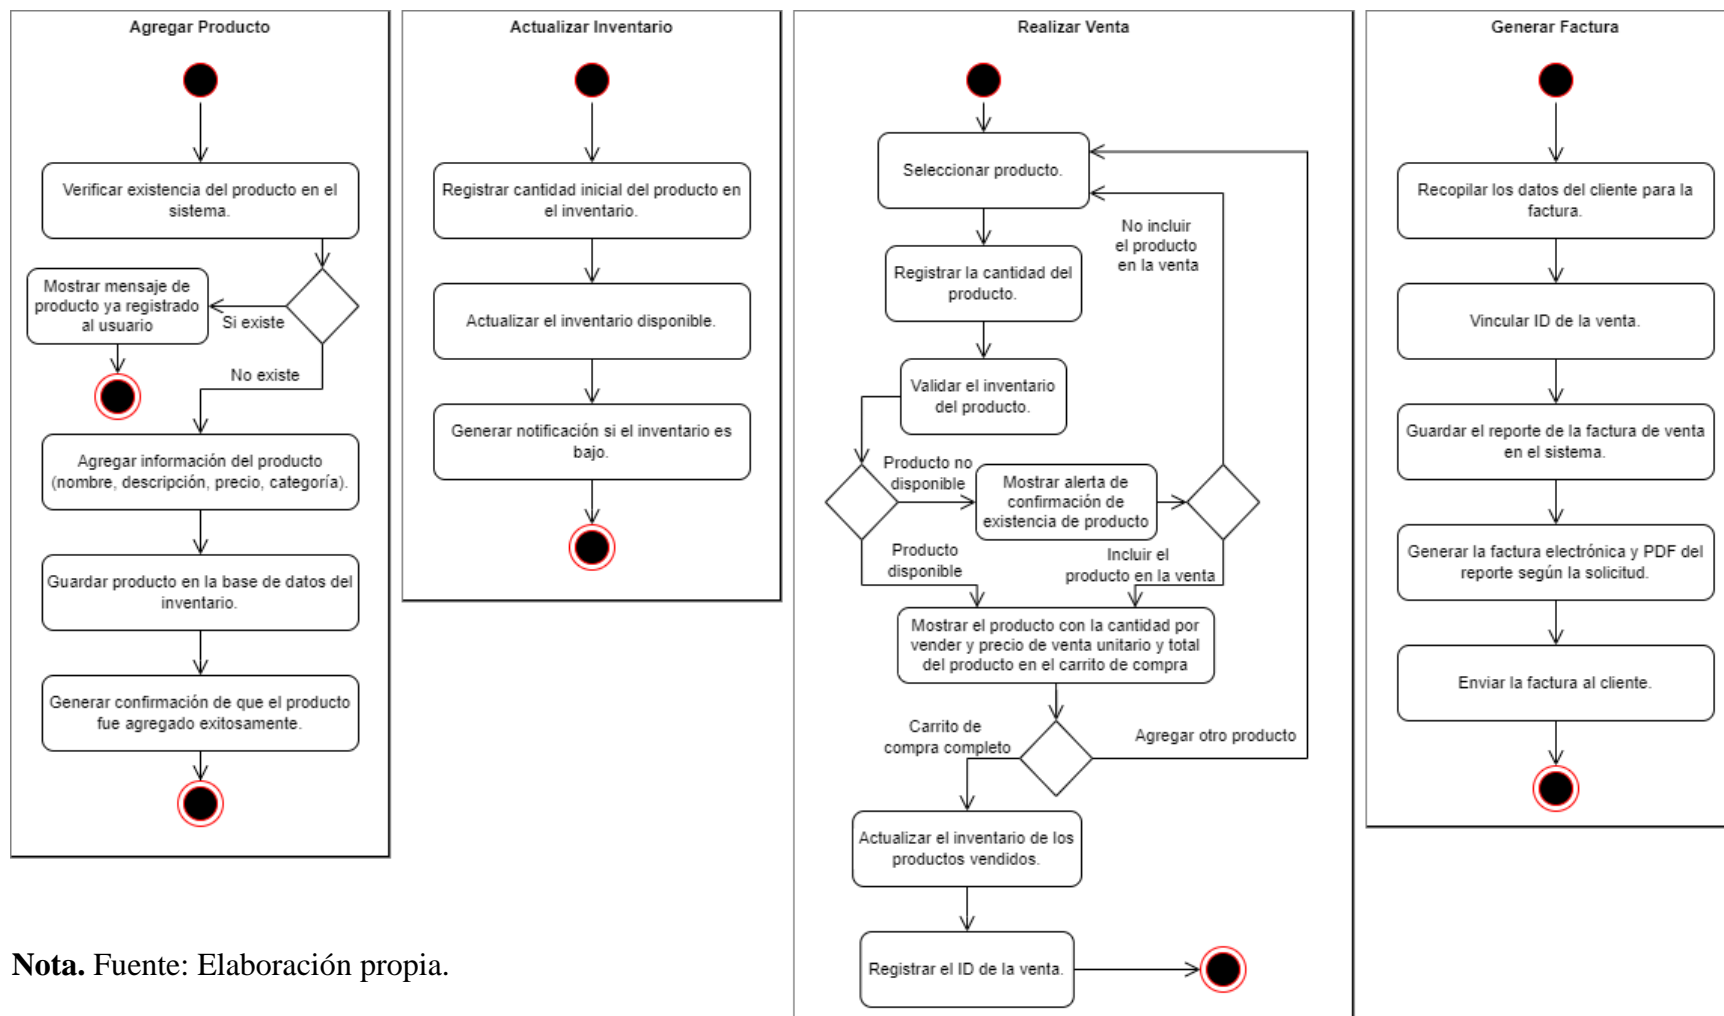 Agregar Producto
Verificar existencia del producto en el
sistema.
Mostrar mensaje de
producto ya registrado
al usuario
Si existe
No existe
Agregar información del producto
(nombre, descripción, precio, categoría).
Guardar producto en la base de datos del
inventario.
Generar confirmación de que el producto
fue agregado exitosamente.
Actualizar Inventario
Registrar cantidad inicial del producto en
el inventario.
Actualizar el inventario disponible.
Generar notificación si el inventario es
bajo.
Realizar Venta
Seleccionar producto.
No incluir
el producto
en la venta
Registrar la cantidad del
producto.
Validar el inventario
del producto.
Producto no
disponible
Mostrar alerta de
confirmación de
existencia de producto
Producto
disponible
Incluir el
producto en la venta
Mostrar el producto con la cantidad por
vender y precio de venta unitario y total
del producto en el carrito de compra
Carrito de
compra completo
Agregar otro producto
Actualizar el inventario de los
productos vendidos.
Registrar el ID de la venta.
Generar Factura
Recopilar los datos del cliente para la
factura.
Vincular ID de la venta.
Guardar el reporte de la factura de venta
en el sistema.
Generar la factura electrónica y PDF del
reporte según la solicitud.
Enviar la factura al cliente.
Nota. Fuente: Elaboración propia.